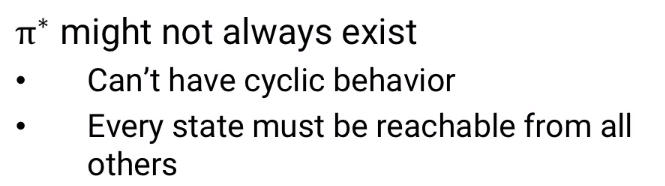 π* might not always exist
• Can't have cyclic behavior
• Every state must be reachable from all
others